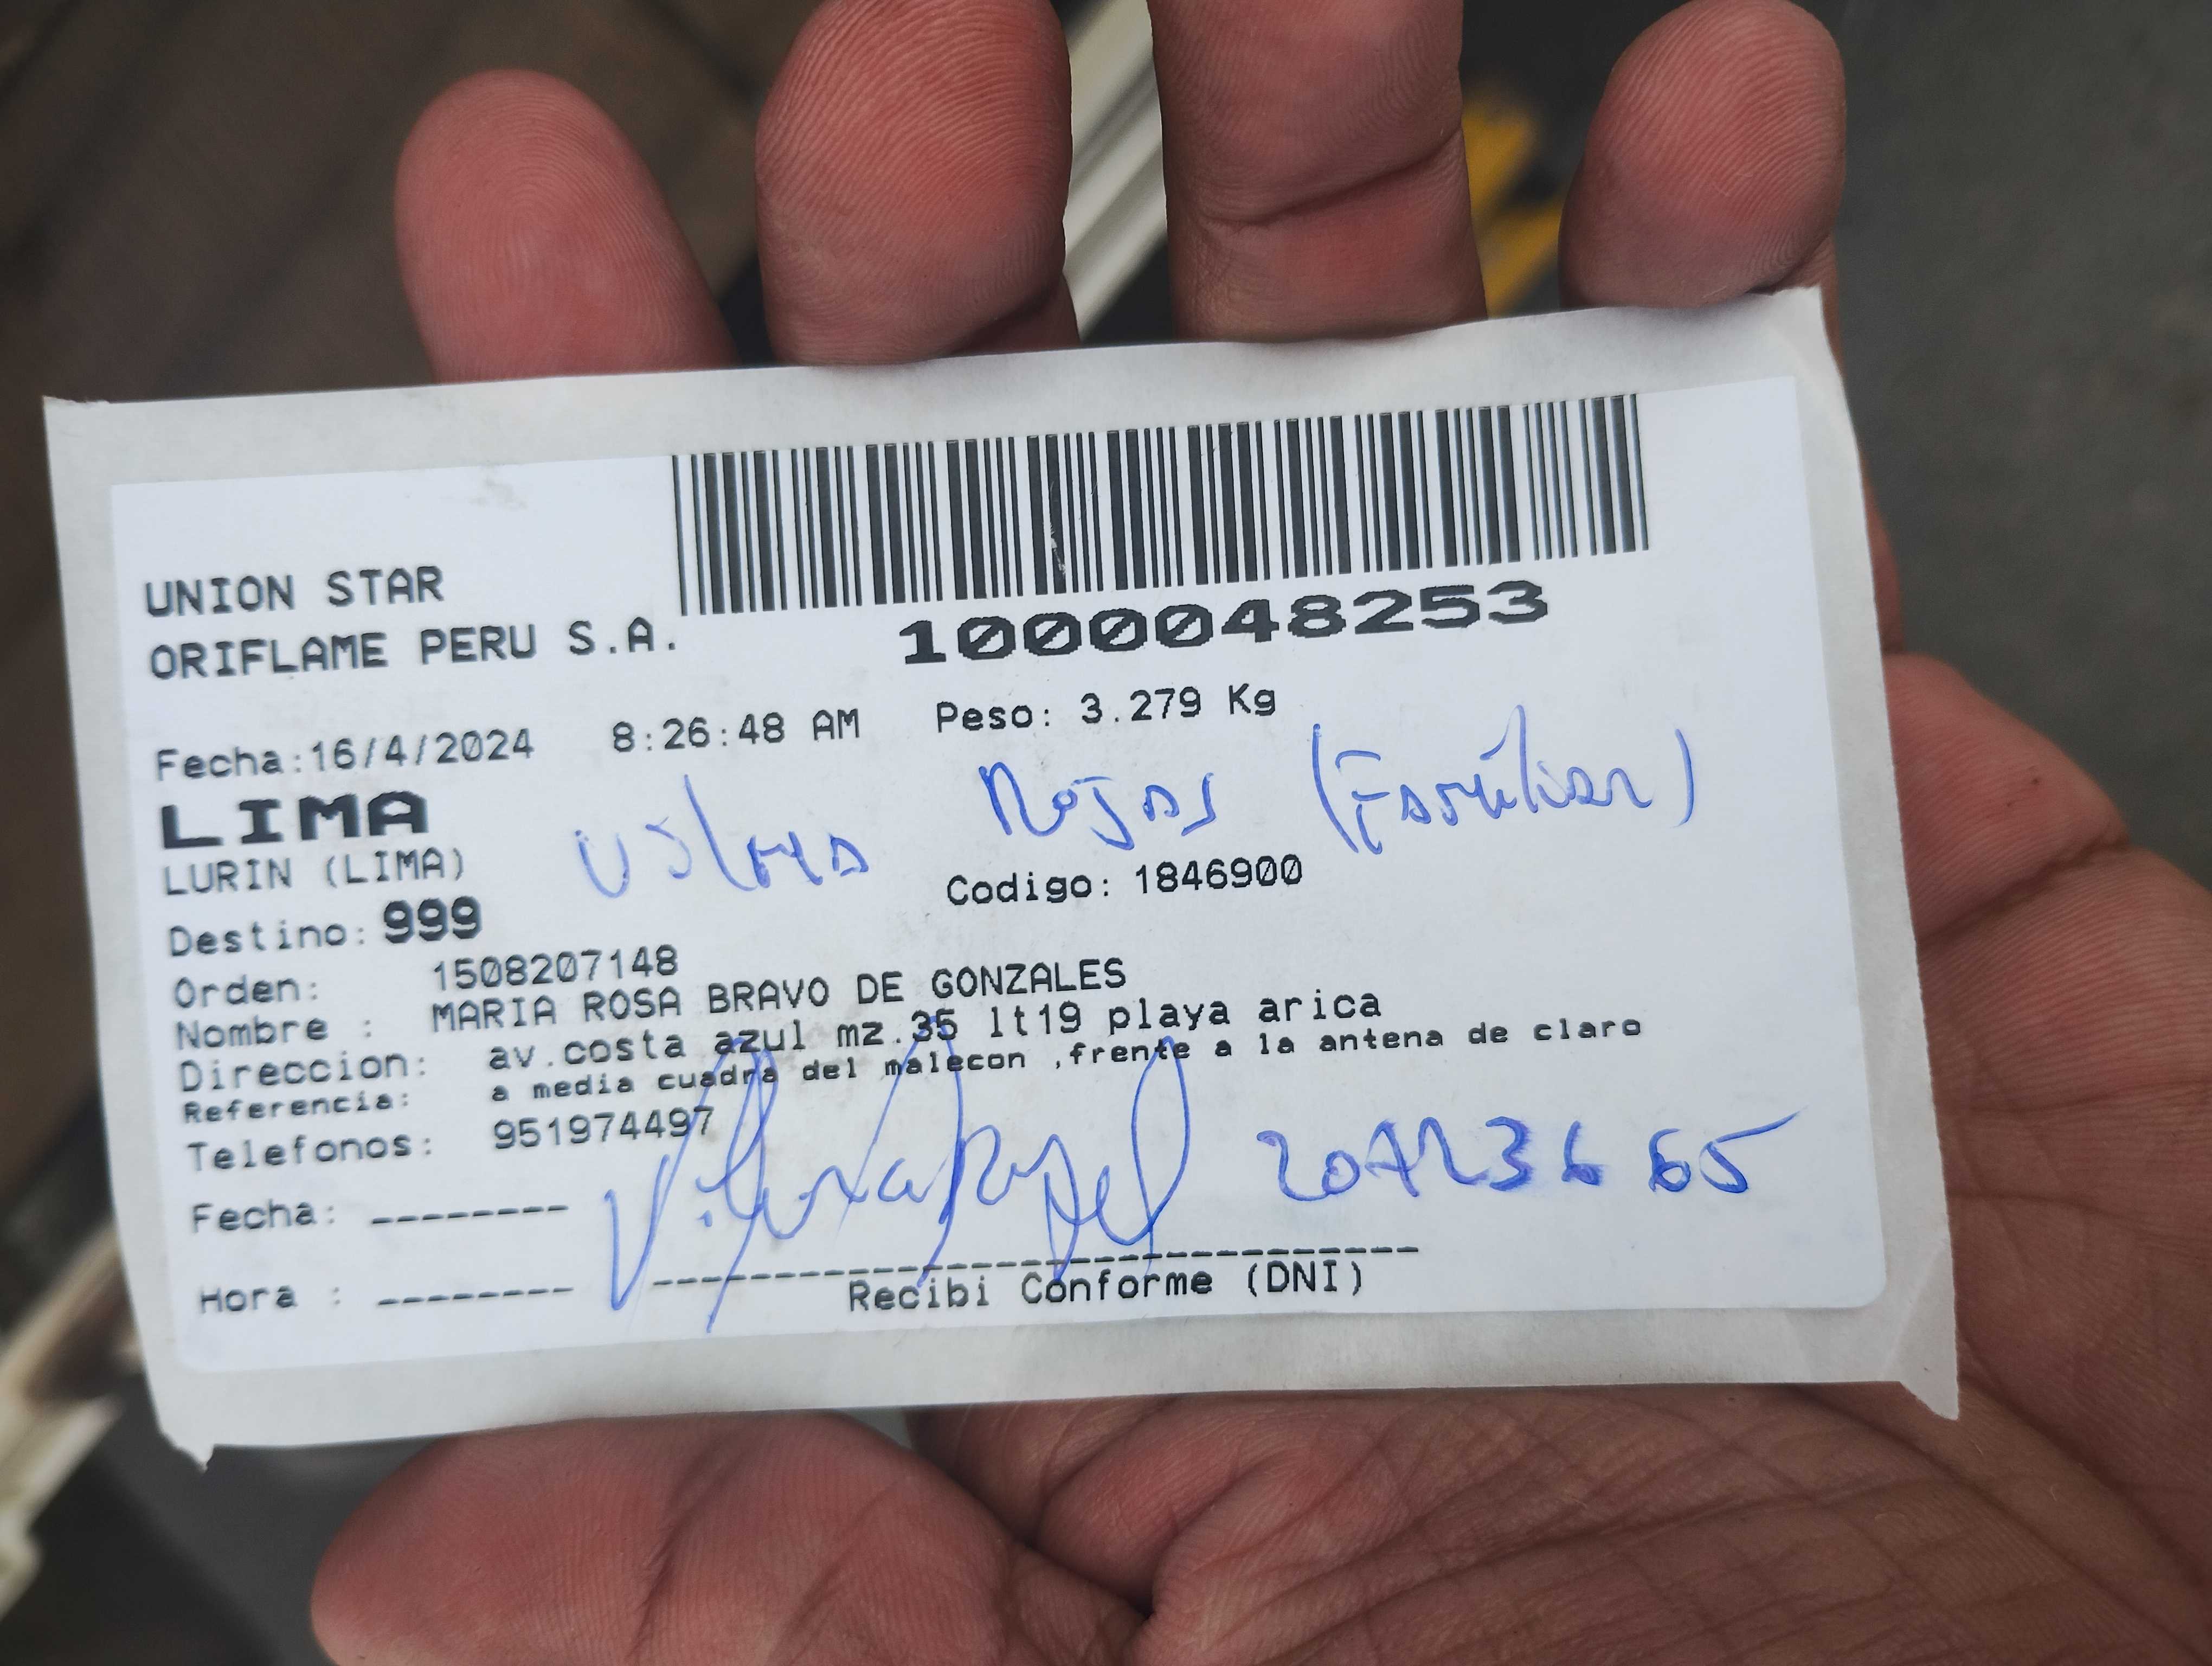 UNION STAR
ORIFLAME PERU S.A.
1000048253
Fecha:16/4/2024 8:26:48 AM Peso: 3.279 Kg
LIMA
Vilma Rojas (Familiar)
LURIN (LIMA)
Codigo: 1846900
Destino: 999
Orden: 1508207148
Nombre : MARIA ROSA BRAVO DE GONZALES
Direccion: av.costa azul mz.35 lt19 playa arica
Referencia: a media cuadra del malecon ,frente a la antena de claro
Telefonos: 951974497
Fecha: --------
Hora : --------
Recibi Conforme (DNI)